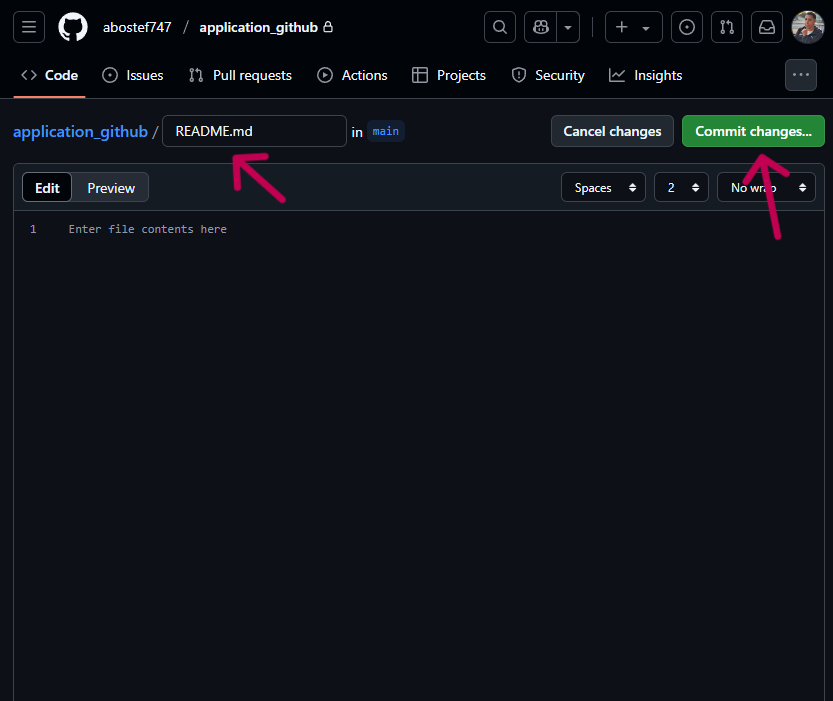 abostef747 / application_github
Code Issues Pull requests Actions Projects Security Insights
application_github / README.md in main Cancel changes Commit changes...
Edit Preview Spaces 2 No wrap
1 Enter file contents here